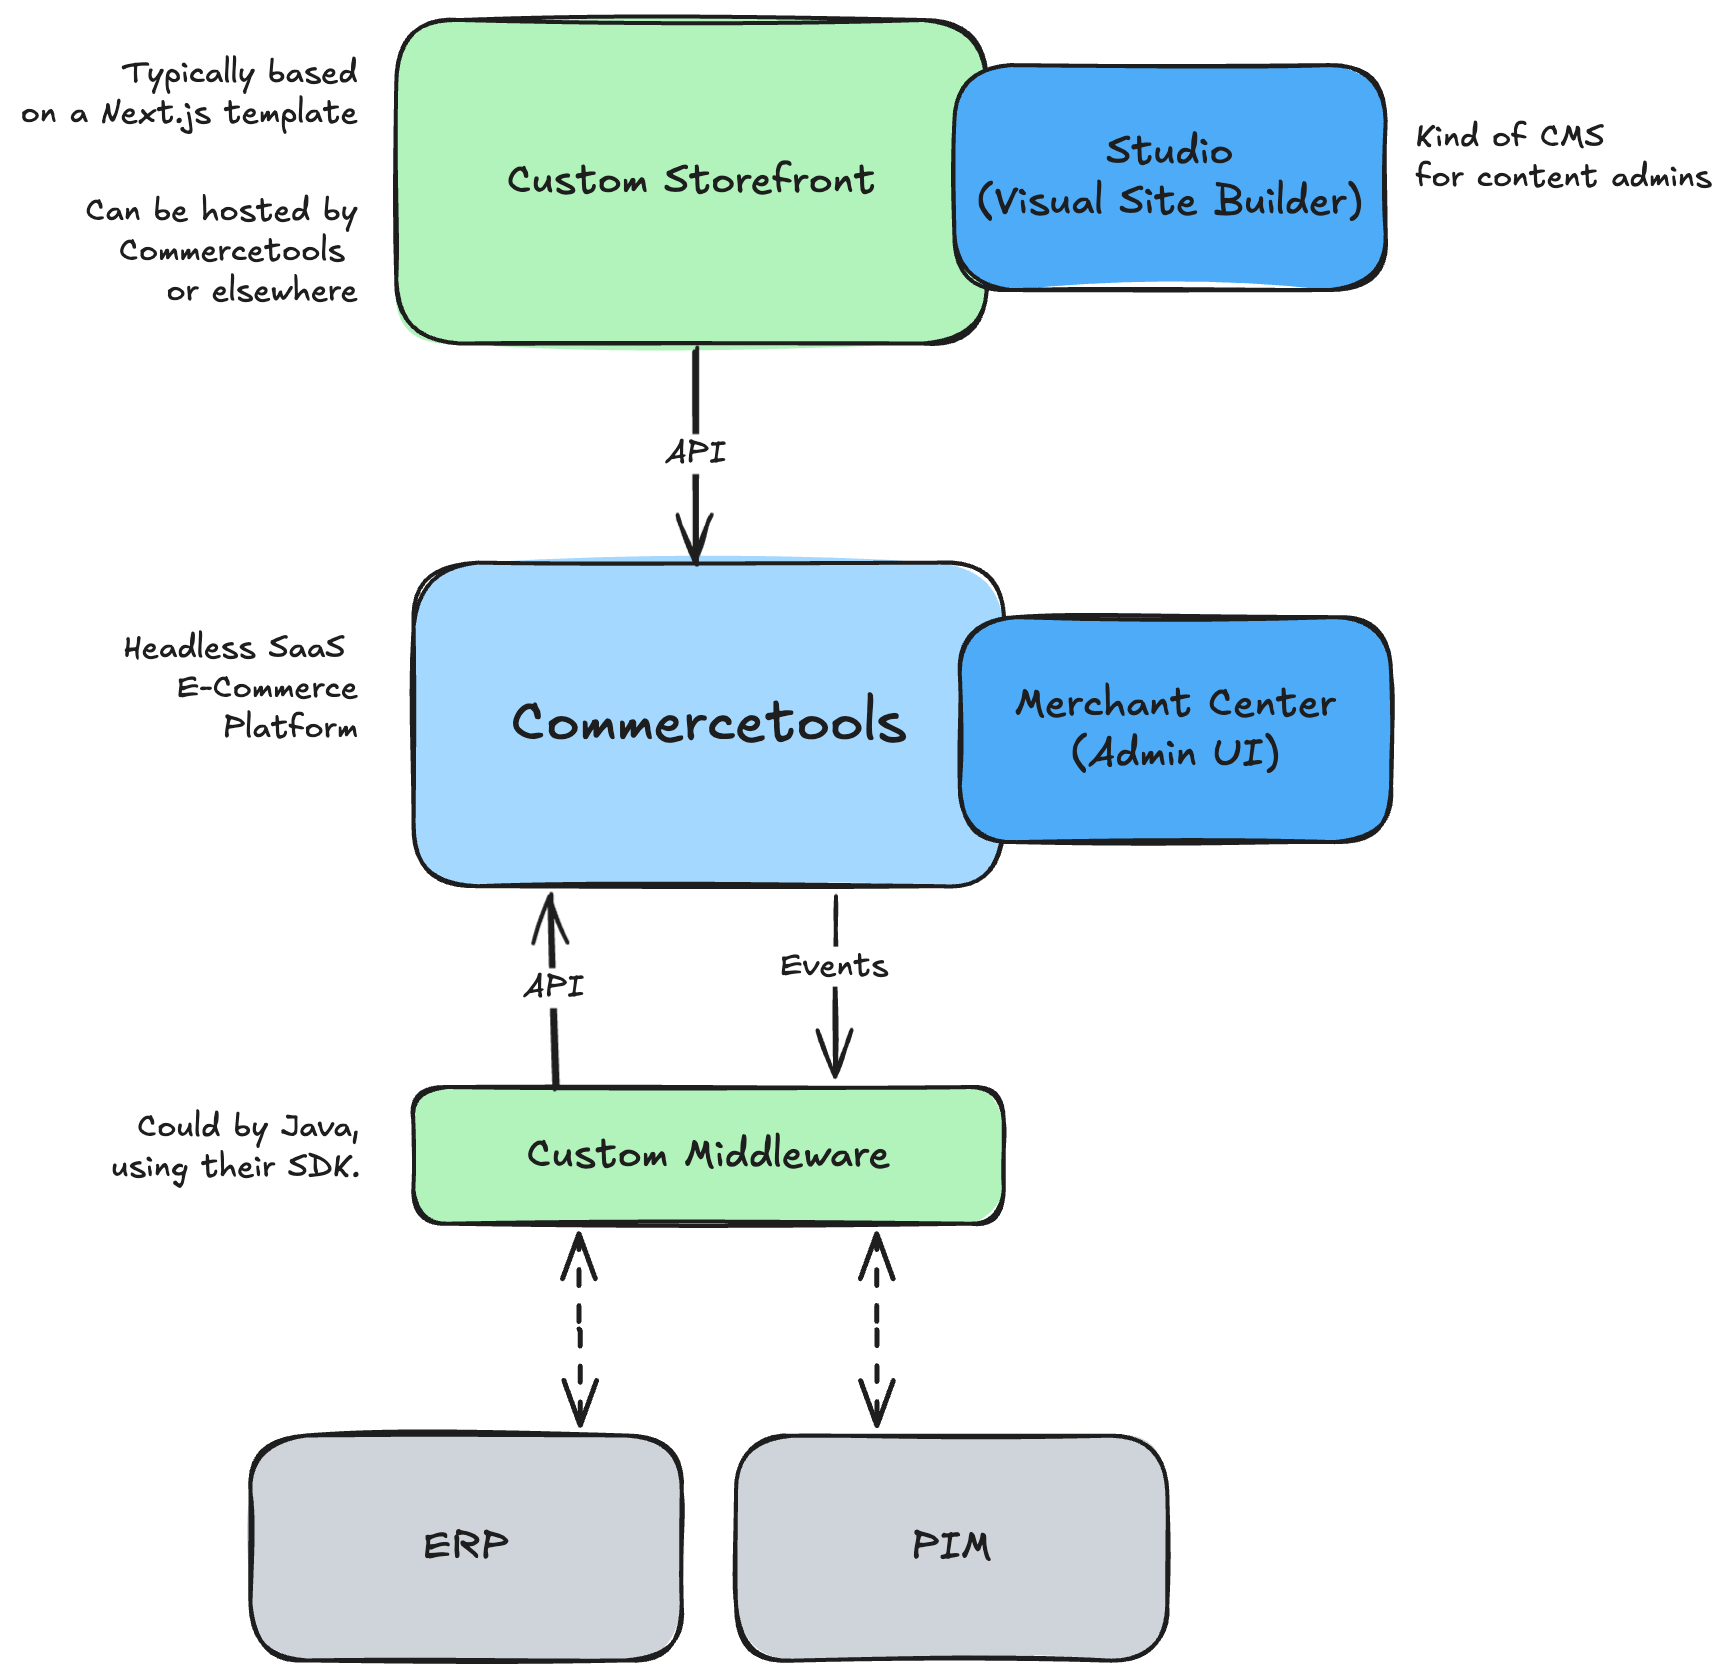 Typically based
on a Next.js template
Can be hosted by
Commercetools
or elsewhere
Custom Storefront
Studio
(Visual Site Builder)
Kind of CMS
for content admins
API
Headless SaaS
E-Commerce
Platform
Commercetools
Merchant Center
(Admin UI)
API
Events
Could by Java,
using their SDK.
Custom Middleware
ERP
PIM